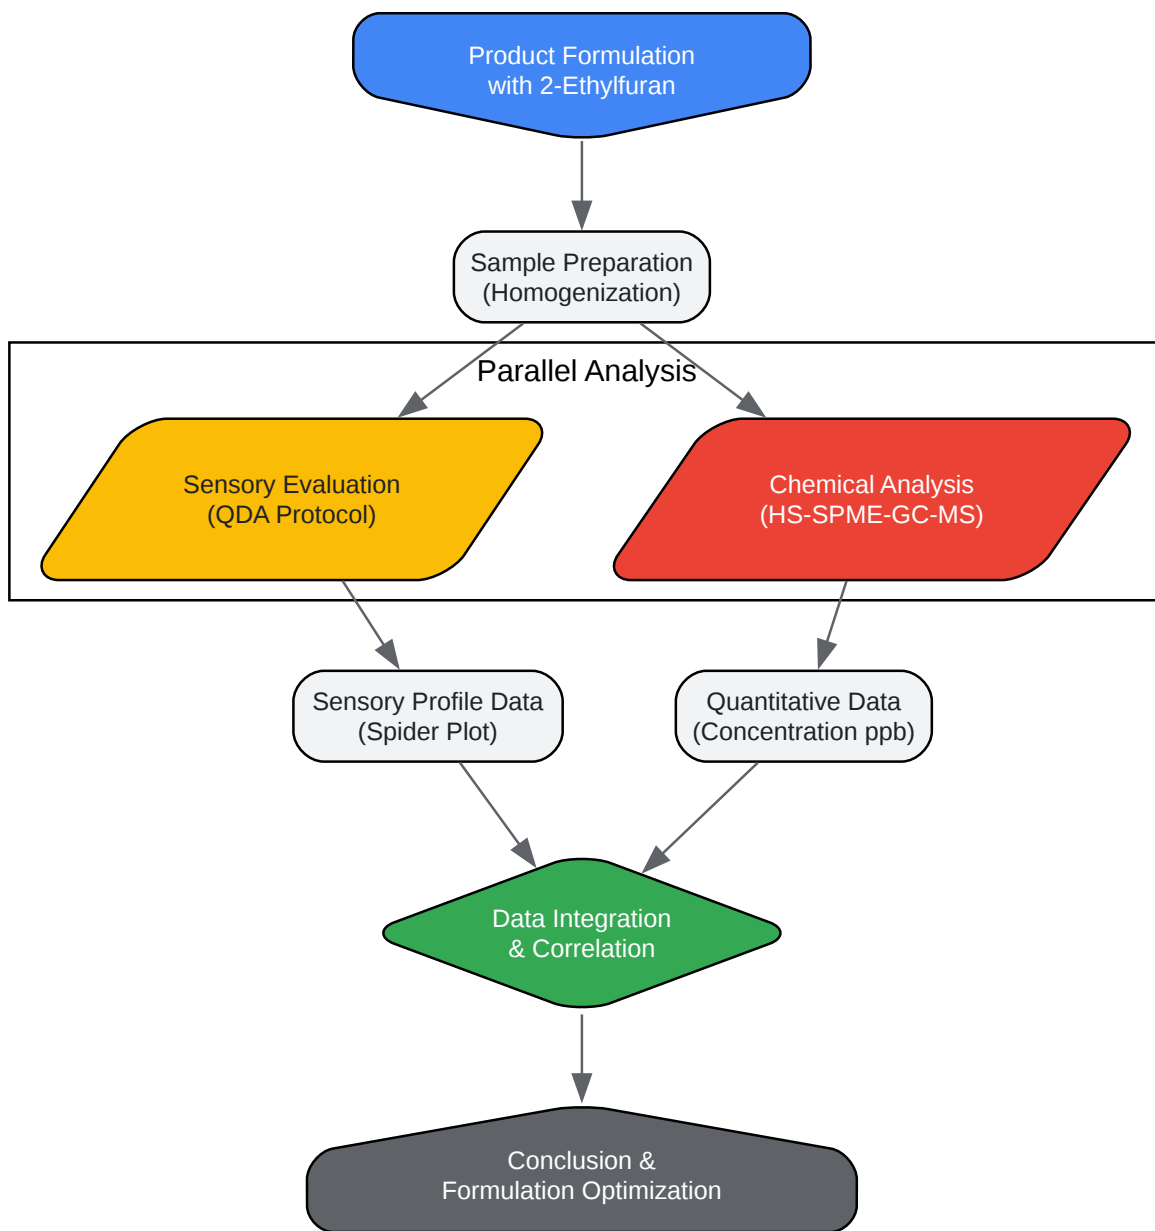 Product Formulation
with 2-Ethylfuran
Sample Preparation
(Homogenization)
Parallel Analysis
Sensory Evaluation
(QDA Protocol)
Chemical Analysis
(HS-SPME-GC-MS)
Sensory Profile Data
(Spider Plot)
Quantitative Data
(Concentration ppb)
Data Integration
& Correlation
Conclusion &
Formulation Optimization